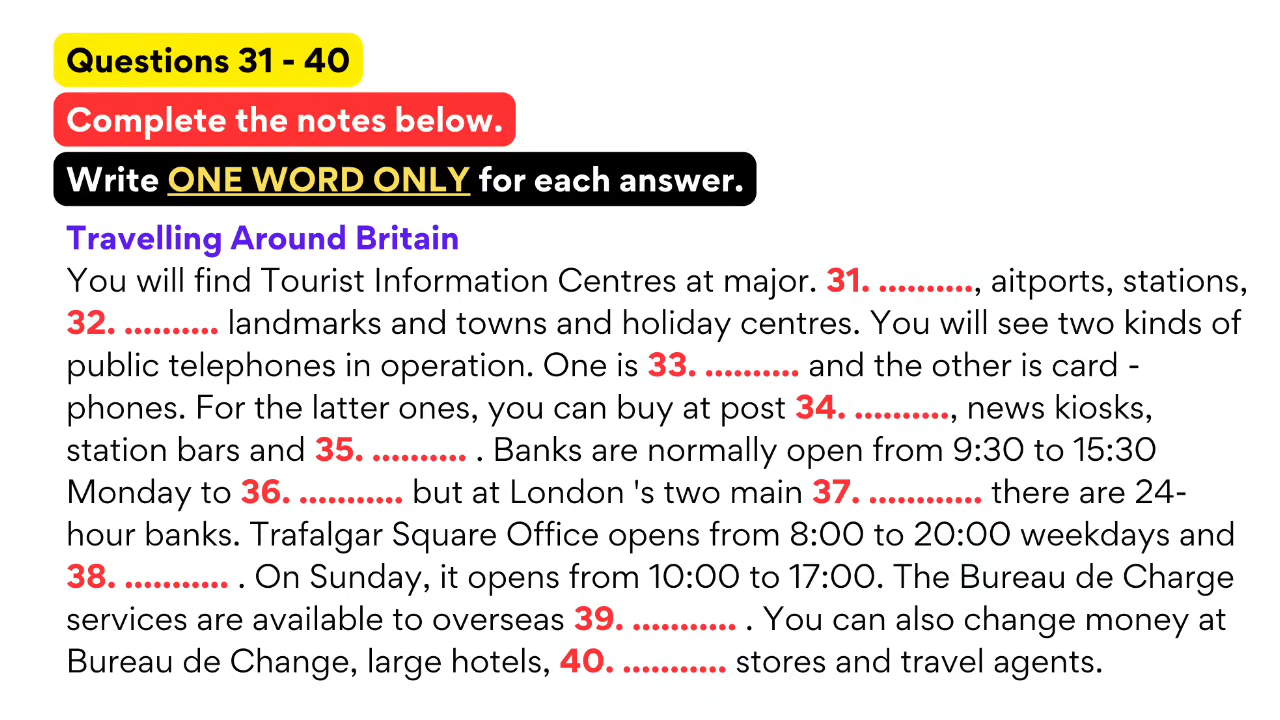 Questions 31 - 40
Complete the notes below.
Write ONE WORD ONLY for each answer.
Travelling Around Britain
You will find Tourist Information Centres at major. 31. .........., aitports, stations,
32. .......... landmarks and towns and holiday centres. You will see two kinds of
public telephones in operation. One is 33. .......... and the other is card -
phones. For the latter ones, you can buy at post 34. .........., news kiosks,
station bars and 35. .......... . Banks are normally open from 9:30 to 15:30
Monday to 36. ........... but at London 's two main 37. ............ there are 24-
hour banks. Trafalgar Square Office opens from 8:00 to 20:00 weekdays and
38. ........... . On Sunday, it opens from 10:00 to 17:00. The Bureau de Charge
services are available to overseas 39. ........... . You can also change money at
Bureau de Change, large hotels, 40. ........... stores and travel agents.